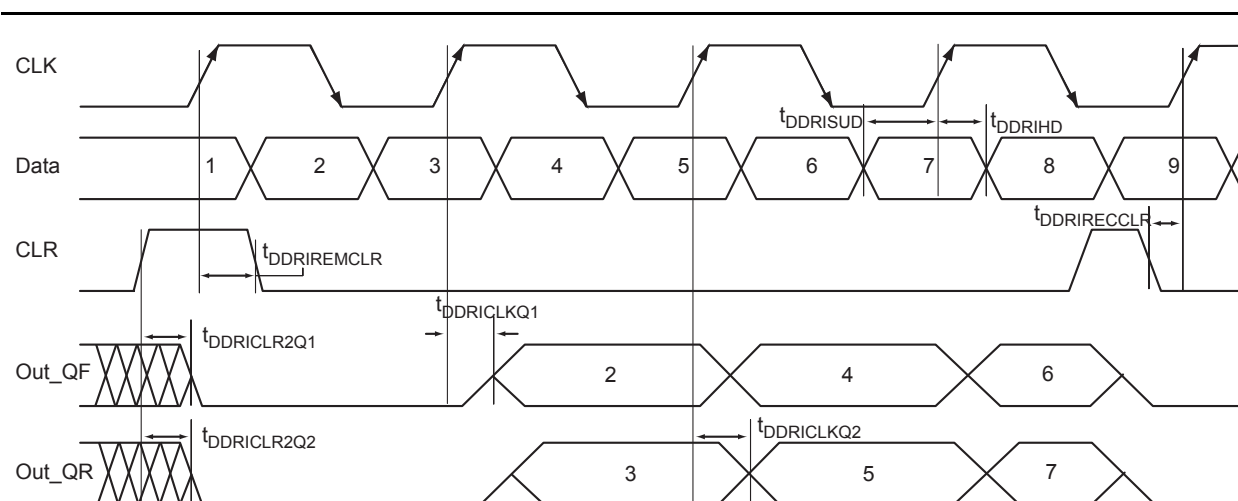 CLK
tDDRISUD
tDDRIHD
Data
1 2 3 4 5 6 7 8 9
tDDRIRECCLR
CLR
tDDRIREMCLR
tDDRICLKQ1
tDDRICLR2Q1
Out_QF
2 4 6
tDDRICLR2Q2
tDDRICLKQ2
Out_QR
3 5 7